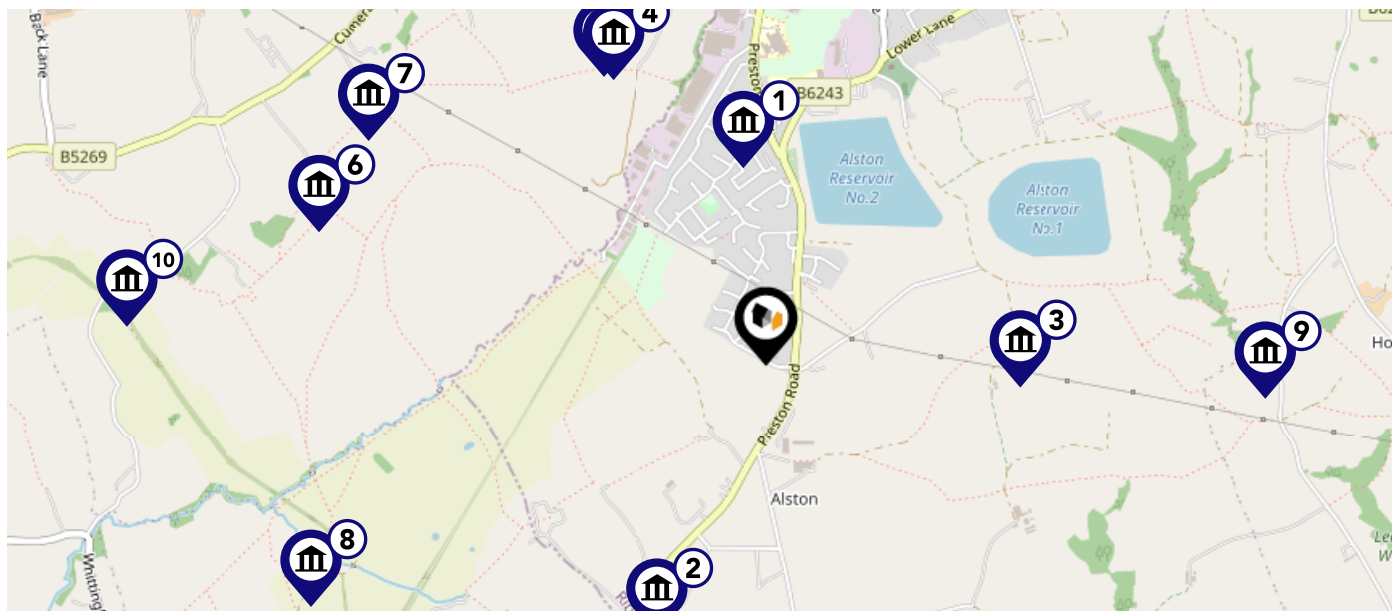 Back Lane
Cumer
4
7
Preston
Lower Lane
B6243
1
B5269
6
Alston
Reservoir
No.2
Alston
Reservoir
No.1
10
3
9
Ho
Preston Road
Alston
8
2
Whitting
Le
W